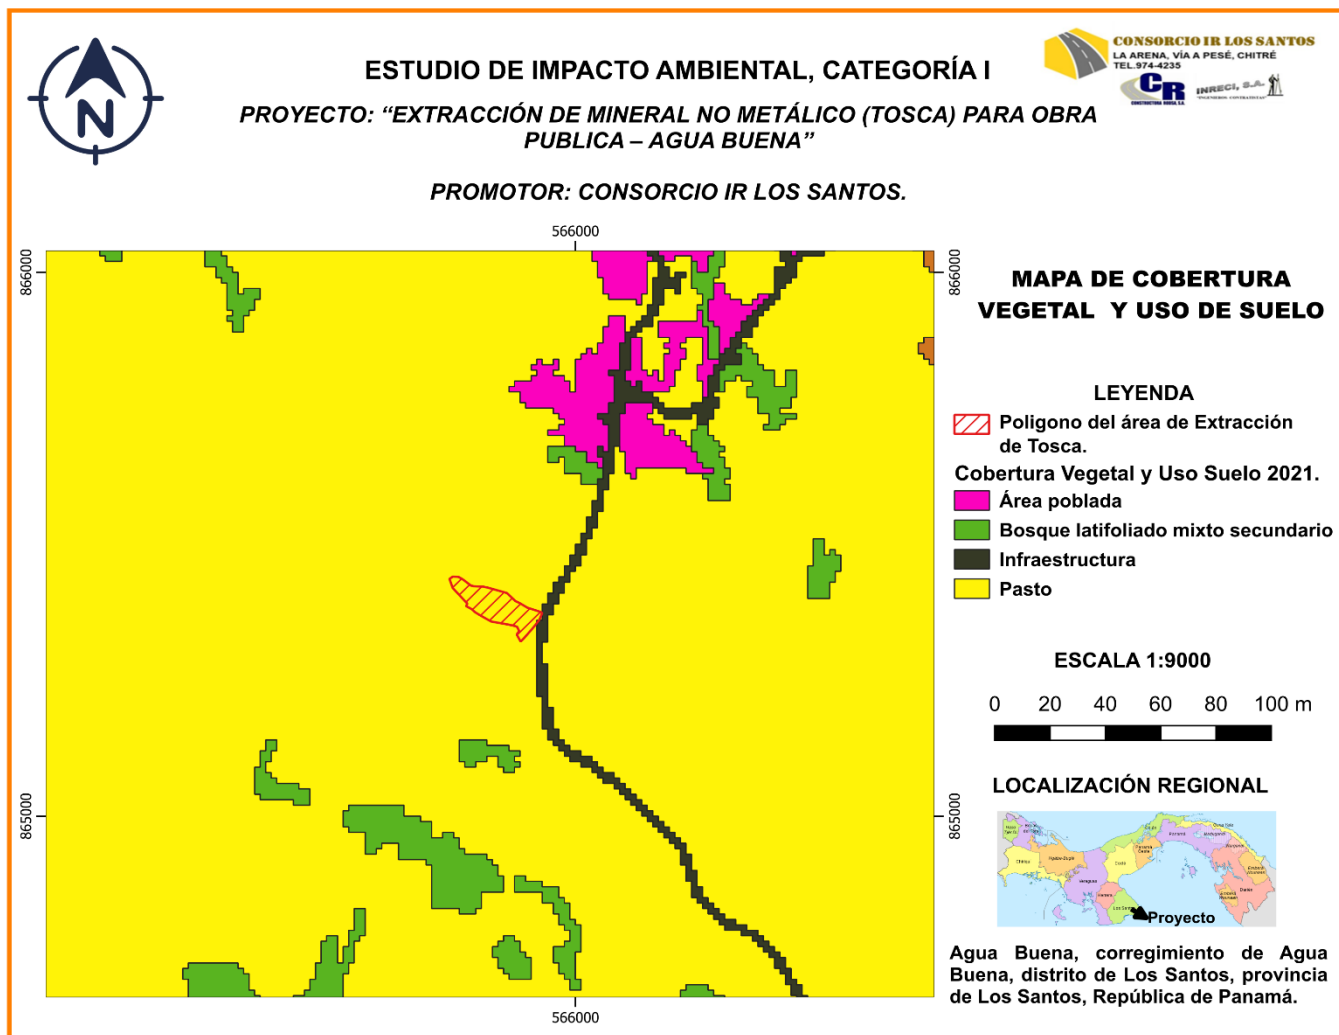 N
CONSORCIO IR LOS SANTOS
LA ARENA, VÍA A PESÉ, CHITRÉ
TEL.974-4235
CR
INRECI, S.A.
ESTUDIO DE IMPACTO AMBIENTAL, CATEGORÍA I
PROYECTO: “EXTRACCIÓN DE MINERAL NO METÁLICO (TOSCA) PARA OBRA
PUBLICA – AGUA BUENA”
PROMOTOR: CONSORCIO IR LOS SANTOS.
566000
866000
866000
865000
865000
566000
MAPA DE COBERTURA
VEGETAL Y USO DE SUELO
LEYENDA
Poligono del área de Extracción
de Tosca.
Cobertura Vegetal y Uso Suelo 2021.
Área poblada
Bosque latifoliado mixto secundario
Infraestructura
Pasto
ESCALA 1:9000
0 20 40 60 80 100 m
LOCALIZACIÓN REGIONAL
Proyecto
Agua Buena, corregimiento de Agua
Buena, distrito de Los Santos, provincia
de Los Santos, República de Panamá.